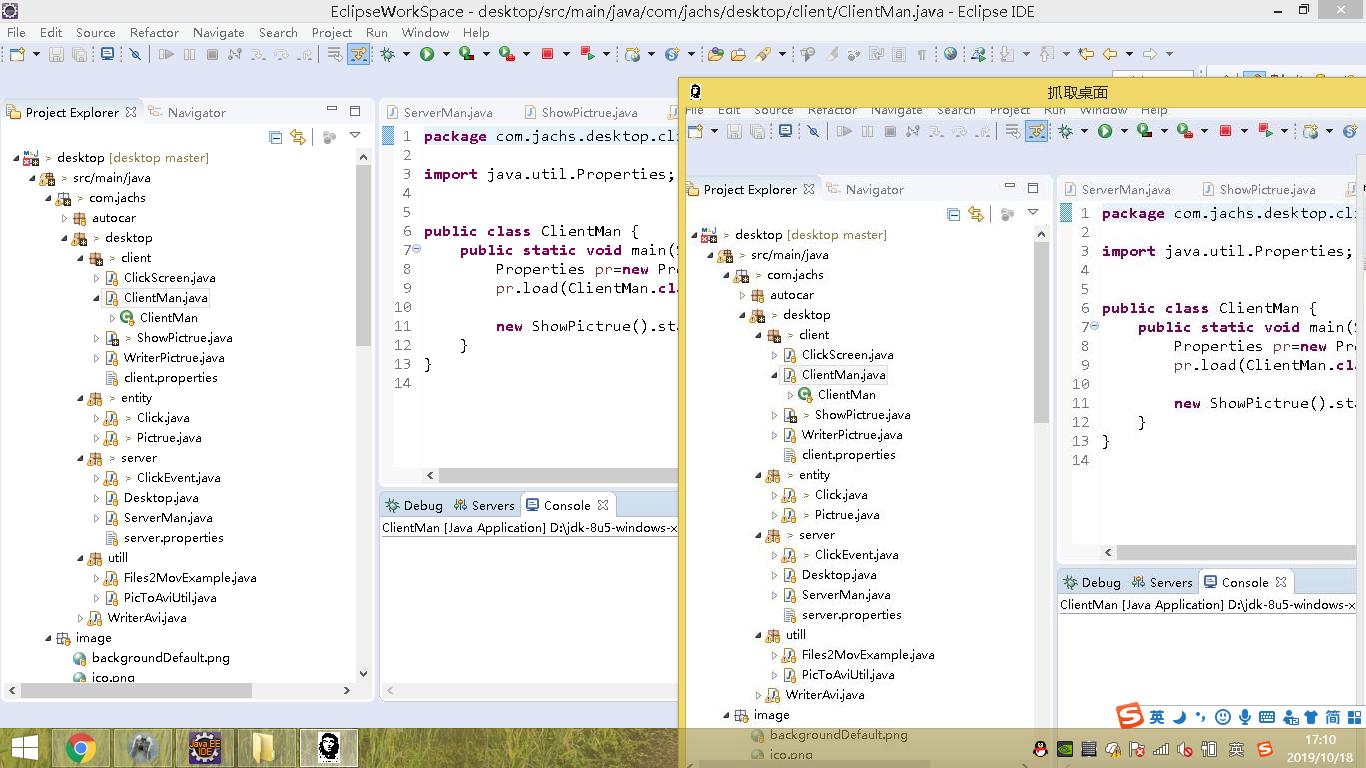 EclipseWorkSpace - desktop/src/main/java/com/jachs/desktop/client/ClientMan.java - Eclipse IDE
File Edit Source Refactor Navigate Search Project Run Window Help
Project Explorer
Navigator
> desktop [desktop master]
> src/main/java
> com.jachs
autocar
> desktop
> client
ClickScreen.java
ClientMan.java
ClientMan
> ShowPictrue.java
WriterPictrue.java
client.properties
> entity
> Click.java
> Pictrue.java
> server
> ClickEvent.java
Desktop.java
ServerMan.java
server.properties
utill
Files2MovExample.java
PicToAviUtil.java
WriterAvi.java
image
backgroundDefault.png
ico.png
ServerMan.java
ShowPictrue.java
1 package com.jachs.desktop.cl
2
3 import java.util.Properties;
4
5
6 public class ClientMan {
7 public static void main(
8 Properties pr=new Pr
9 pr.load(ClientMan.cl
10
11 new ShowPictrue().st
12 }
13 }
14
Debug
Servers
Console
ClientMan [Java Application] D:\jdk-8u5-windows-x
抓取桌面
File Edit Source Refactor Navigate Search Project Run Window Help
Project Explorer
Navigator
> desktop [desktop master]
> src/main/java
> com.jachs
autocar
> desktop
> client
ClickScreen.java
ClientMan.java
ClientMan
> ShowPictrue.java
WriterPictrue.java
client.properties
> entity
> Click.java
> Pictrue.java
> server
> ClickEvent.java
Desktop.java
ServerMan.java
server.properties
utill
Files2MovExample.java
PicToAviUtil.java
WriterAvi.java
image
backgroundDefault.png
ico.png
ServerMan.java
ShowPictrue.java
1 package com.jachs.desktop.cl
2
3 import java.util.Properties;
4
5
6 public class ClientMan {
7 public static void main(
8 Properties pr=new Pro
9 pr.load(ClientMan.cl
10
11 new ShowPictrue().sta
12 }
13 }
14
Debug
Servers
Console
ClientMan [Java Application] D:\jdk-8u5-windows-x
英
简
Java EE
IDE
英
17:10
2019/10/18